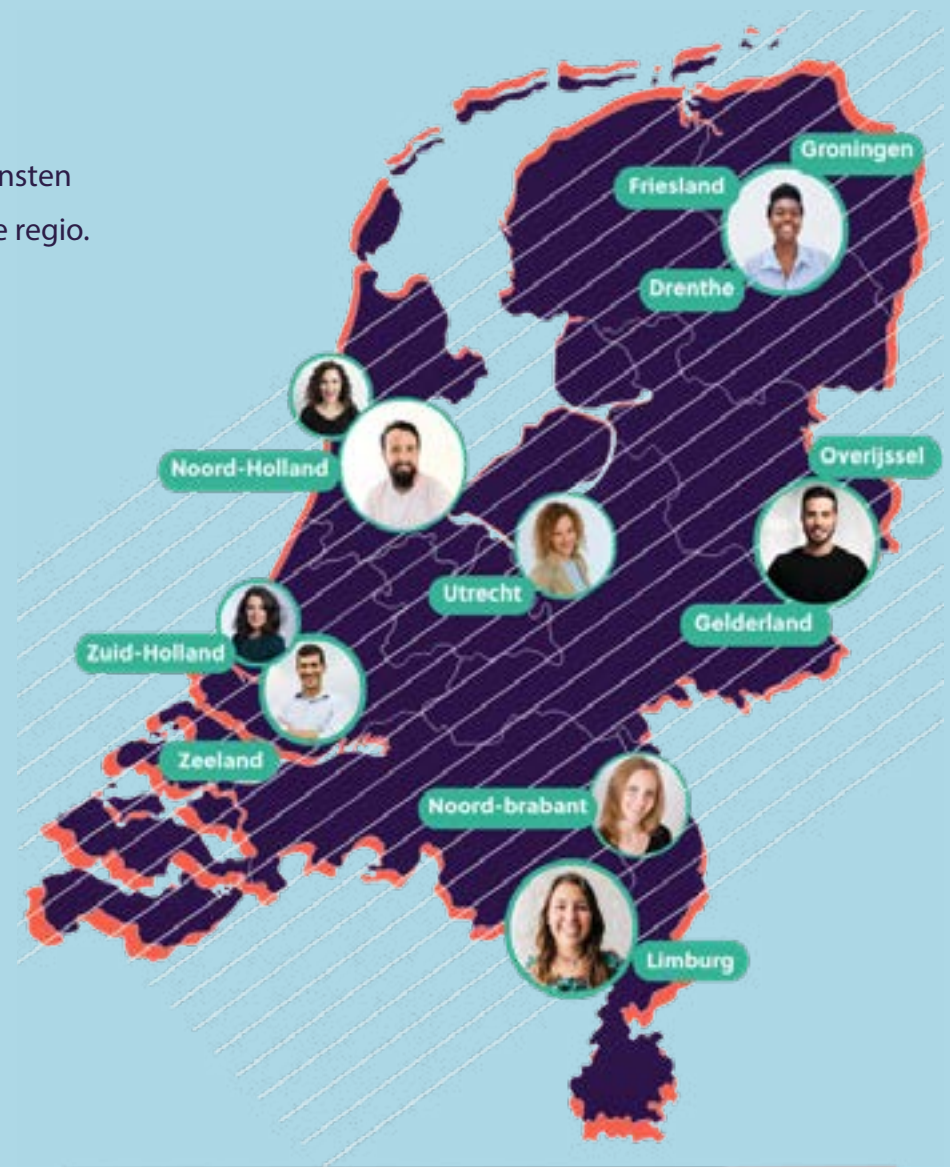 nsten
e regio.
Groningen
Friesland
Drenthe
Noord-Holland
Overijssel
Utrecht
Gelderland
Zuid-Holland
Zeeland
Noord-brabant
Limburg